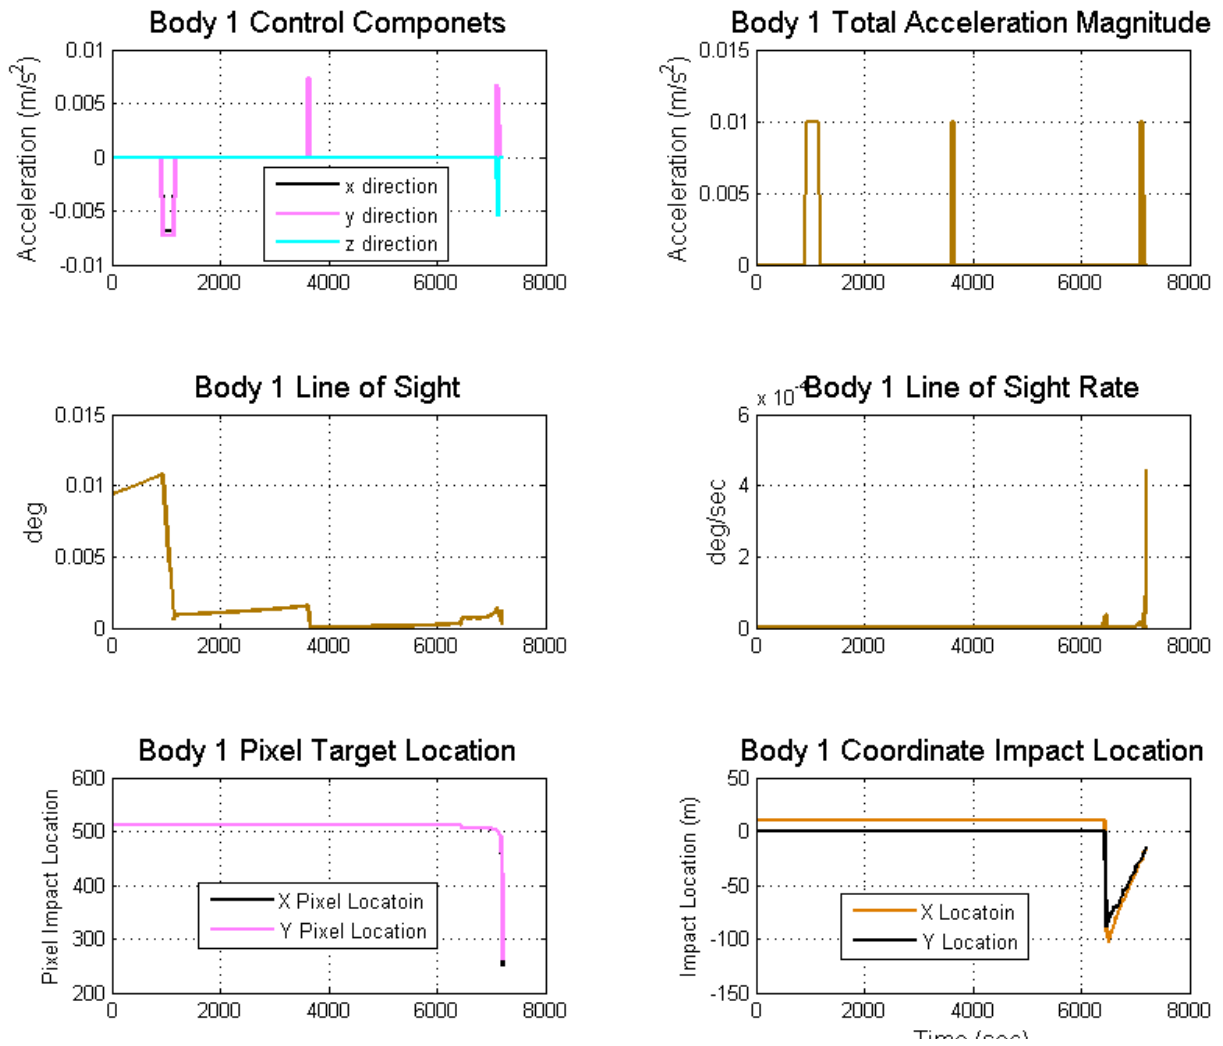 Body 1 Control Componets
Acceleration (m/s²)
0.01
0.005
0
-0.005
-0.01
x direction
y direction
z direction
0 2000 4000 6000 8000
Body 1 Total Acceleration Magnitude
Acceleration (m/s²)
0.015
0.01
0.005
0
0 2000 4000 6000 8000
Body 1 Line of Sight
deg
0.015
0.01
0.005
0
0 2000 4000 6000 8000
Body 1 Line of Sight Rate
x 10⁻⁴
deg/sec
6
4
2
0
0 2000 4000 6000 8000
Body 1 Pixel Target Location
Pixel Impact Location
600
500
400
300
200
X Pixel Locatoin
Y Pixel Location
0 2000 4000 6000 8000
Body 1 Coordinate Impact Location
Impact Location (m)
50
0
-50
-100
-150
X Locatoin
Y Location
0 2000 4000 6000 8000
Time (sec)